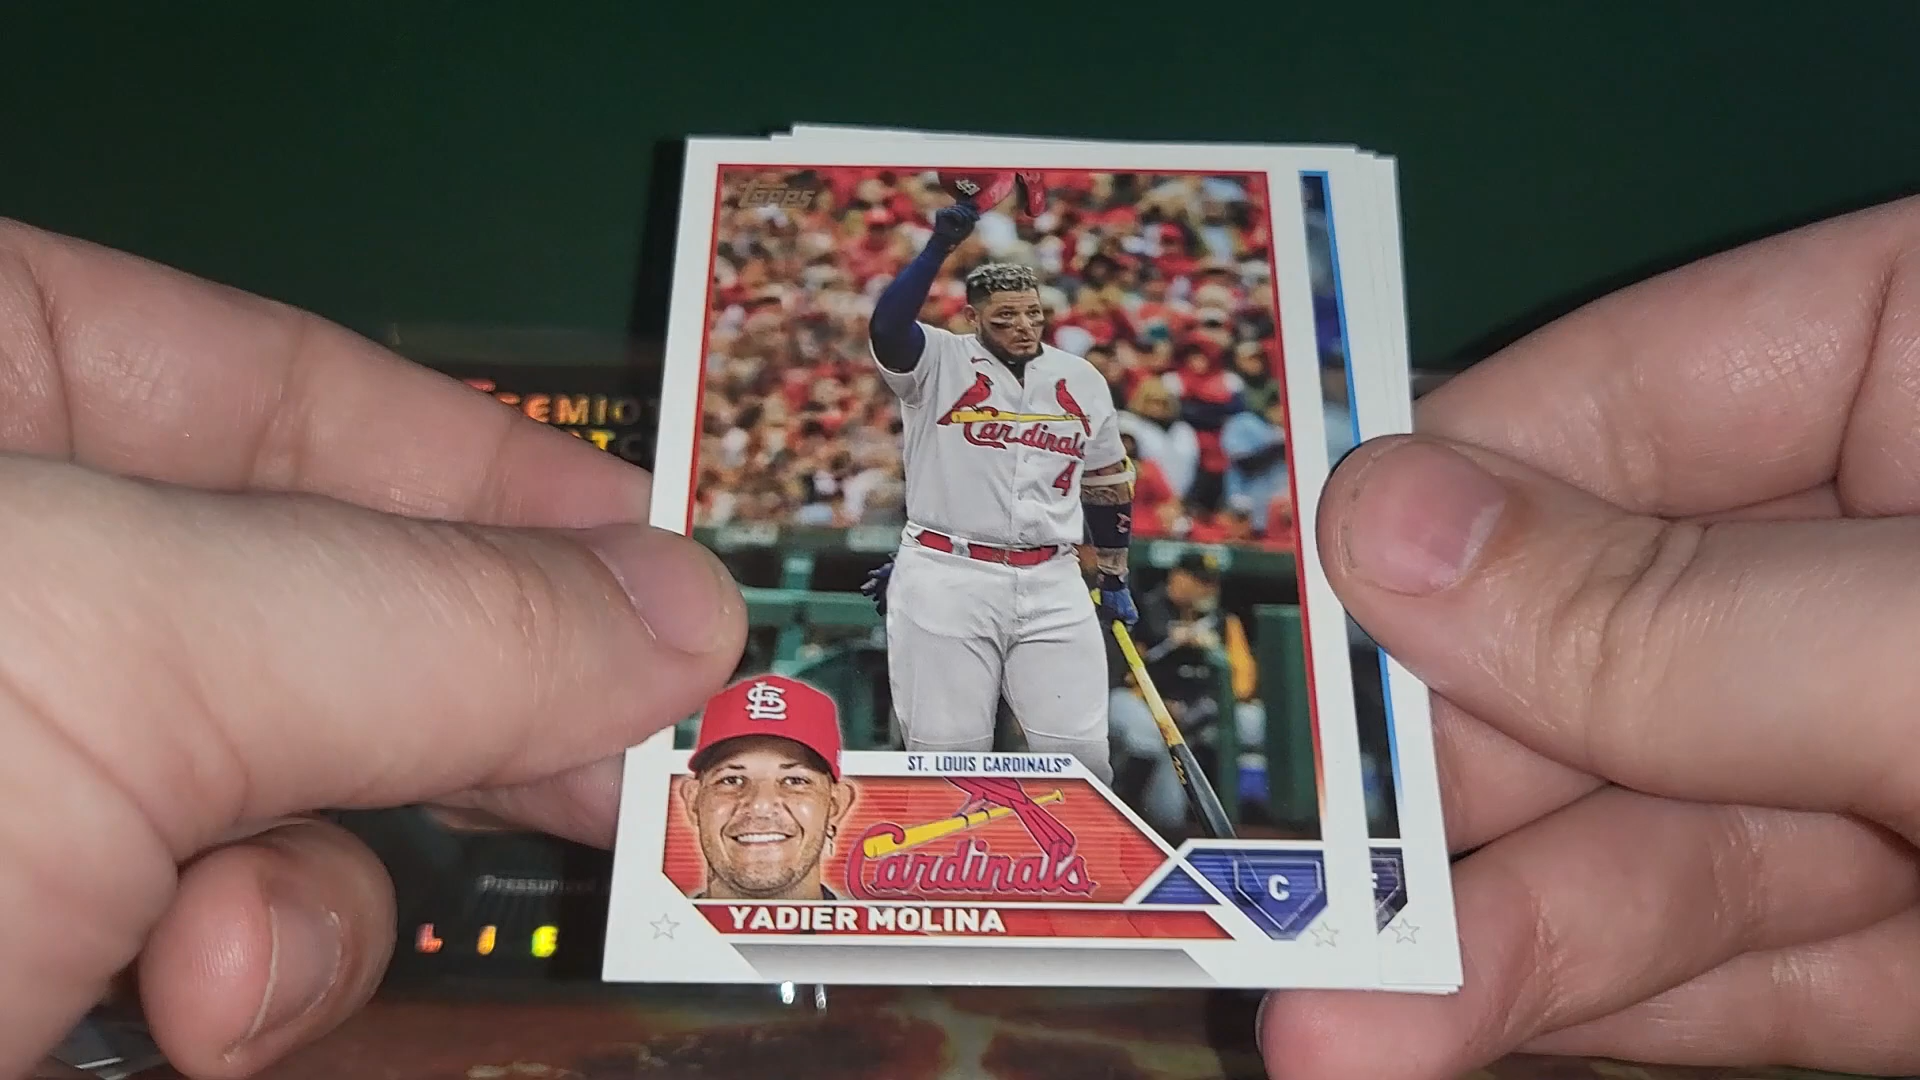 Topps
Cardinals
4
ST. LOUIS CARDINALS®
Cardinals
C
YADIER MOLINA
L I E